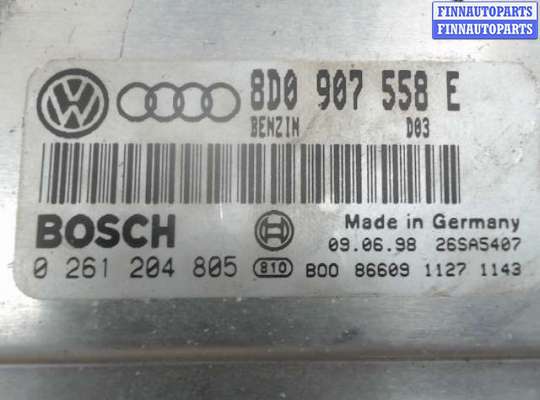 FINNAUTOPARTS
FINNAUTOPARTS
8D0 907 558 E
BENZIN D03
BOSCH
Made in Germany
09.06.98 26SA5407
0 261 204 805 810 B00 86609 1127 1143